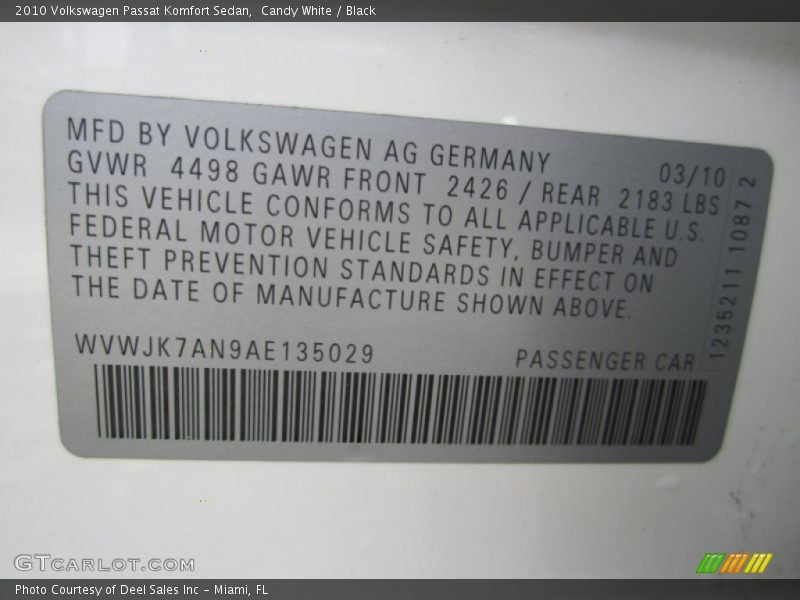 2010 Volkswagen Passat Komfort Sedan,  Candy White / Black
MFD BY VOLKSWAGEN AG GERMANY 03/10
GVWR 4498 GAWR FRONT 2426 / REAR 2183 LBS
THIS VEHICLE CONFORMS TO ALL APPLICABLE U.S.
FEDERAL MOTOR VEHICLE SAFETY, BUMPER AND
THEFT PREVENTION STANDARDS IN EFFECT ON
THE DATE OF MANUFACTURE SHOWN ABOVE.
WVWJK7AN9AE135029 PASSENGER CAR
1235211 1087 2
GTCARLOT.COM
Photo Courtesy of Deel Sales Inc - Miami, FL